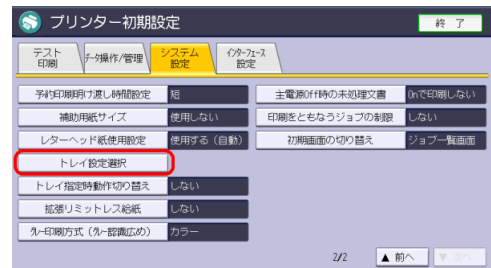 プリンター初期設定
終 了
テスト
印刷
データ操作/管理
システム
設定
インターフェース
設定
予約印刷明け渡し時間設定
短
主電源Off時の未処理文書
Onで印刷しない
補助用紙サイズ
使用しない
印刷をともなうジョブの制限
しない
レターヘッド紙使用設定
使用する（自動）
初期画面の切り替え
ジョブ一覧画面
トレイ設定選択
トレイ指定時動作切り替え
しない
拡張リミットレス給紙
しない
グレー印刷方式（グレー認識広め）
カラー
2/2
▲ 前へ
▼ 次へ